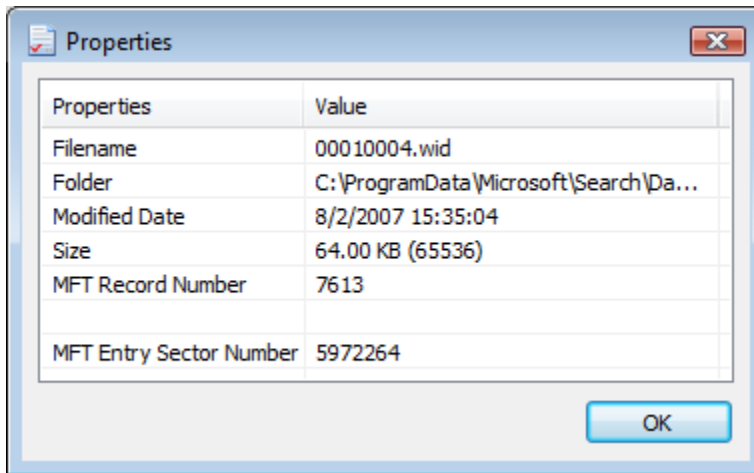 Properties
Properties Value
Filename 00010004.wid
Folder C:\ProgramData\Microsoft\Search\Da...
Modified Date 8/2/2007 15:35:04
Size 64.00 KB (65536)
MFT Record Number 7613
MFT Entry Sector Number 5972264
OK